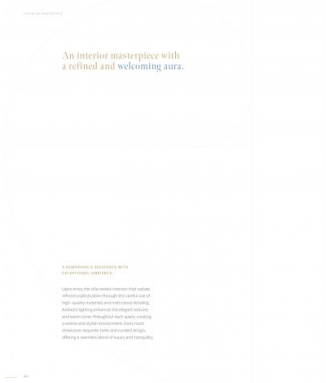 An interior masterpiece with
a refined and welcoming aura.
A REMARKABLE RESIDENCE WITH
EXCEPTIONAL AMBIENCE
Upon entry, the villa reveals interiors that radiate
refined sophistication through the careful use of
high-quality materials and meticulous detailing.
Ambient lighting enhances the elegant textures
and warm tones throughout each space, creating
a serene and stylish environment. Every room
showcases exquisite taste and curated design,
offering a seamless blend of luxury and tranquility.